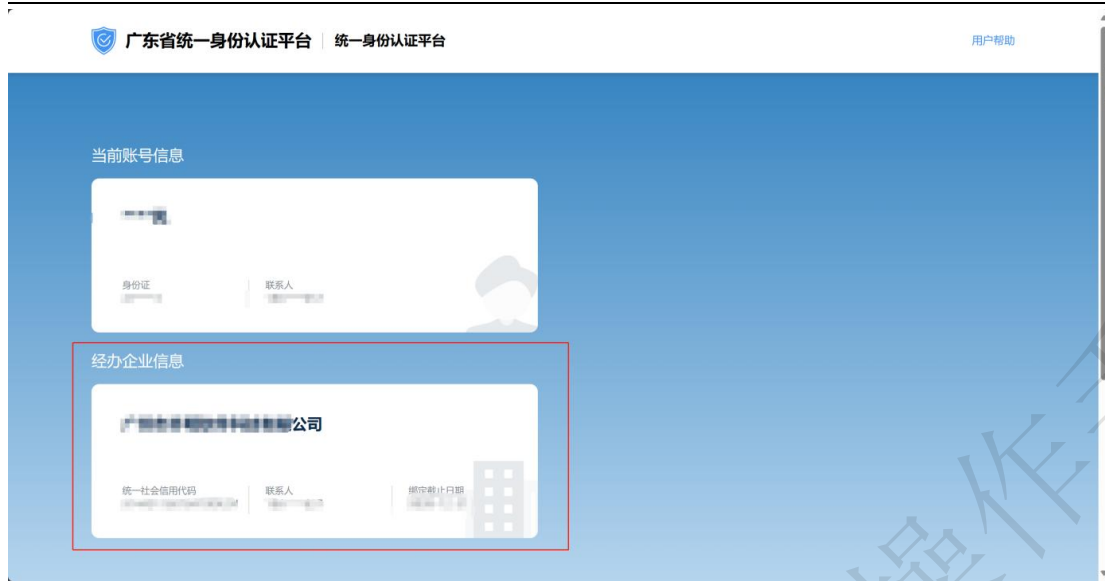 广东省统一身份认证平台 统一身份认证平台 用户帮助
当前账号信息
身份证 联系人
经办企业信息
公司
统一社会信用代码 联系人 绑定截止日期
操作手